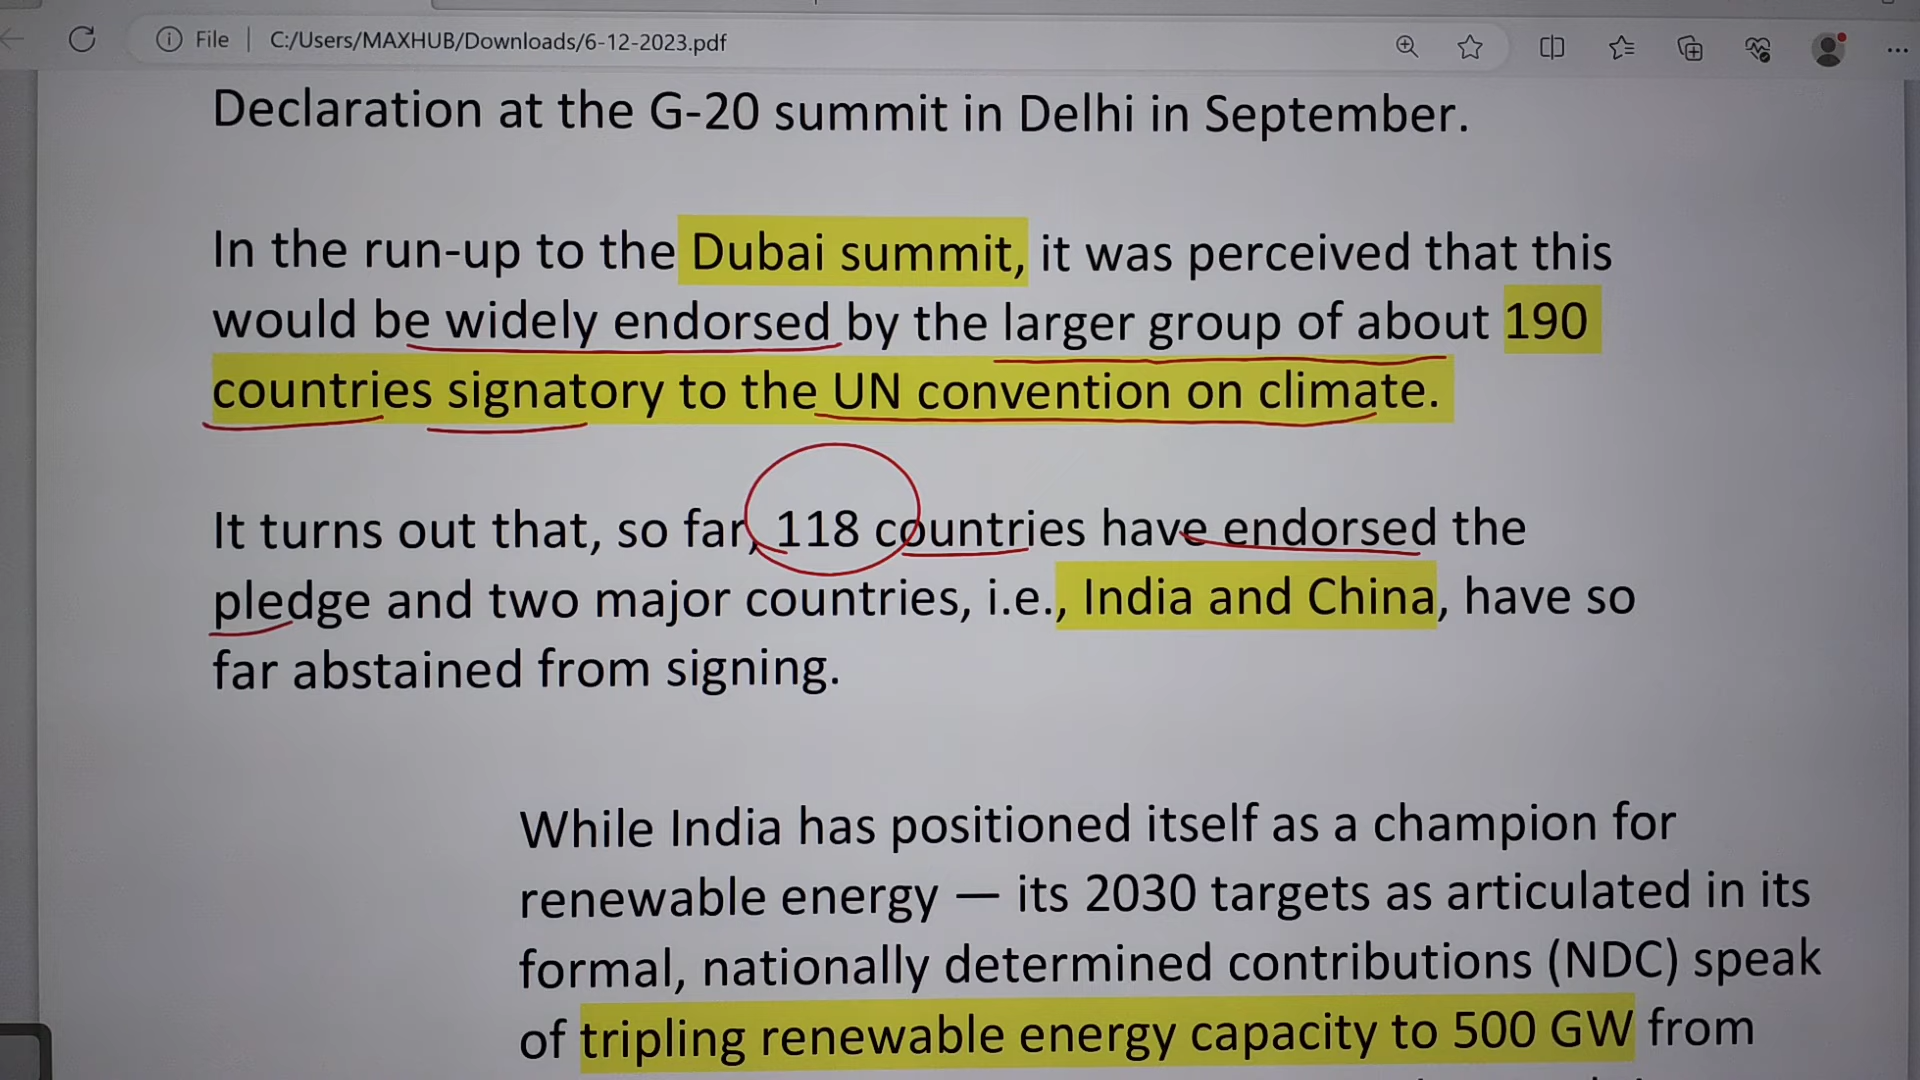 File
C:/Users/MAXHUB/Downloads/6-12-2023.pdf
Declaration at the G-20 summit in Delhi in September.
In the run-up to the Dubai summit, it was perceived that this
would be widely endorsed by the larger group of about 190
countries signatory to the UN convention on climate.
It turns out that, so far, 118 countries have endorsed the
pledge and two major countries, i.e., India and China, have so
far abstained from signing.
While India has positioned itself as a champion for
renewable energy — its 2030 targets as articulated in its
formal, nationally determined contributions (NDC) speak
of tripling renewable energy capacity to 500 GW from